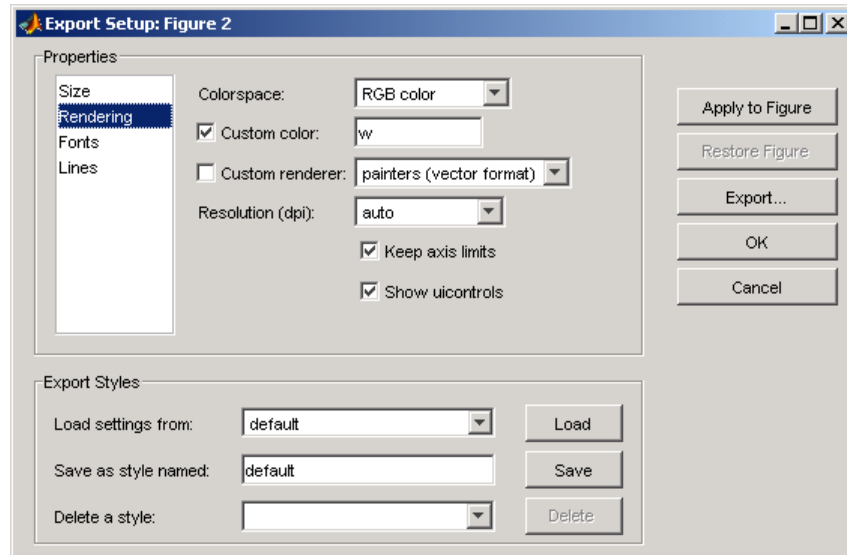 Export Setup: Figure 2
Properties
Size
Rendering
Fonts
Lines
Colorspace: RGB color
Custom color: w
Custom renderer: painters (vector format)
Resolution (dpi): auto
Keep axis limits
Show uicontrols
Apply to Figure
Restore Figure
Export...
OK
Cancel
Export Styles
Load settings from: default Load
Save as style named: default Save
Delete a style: Delete